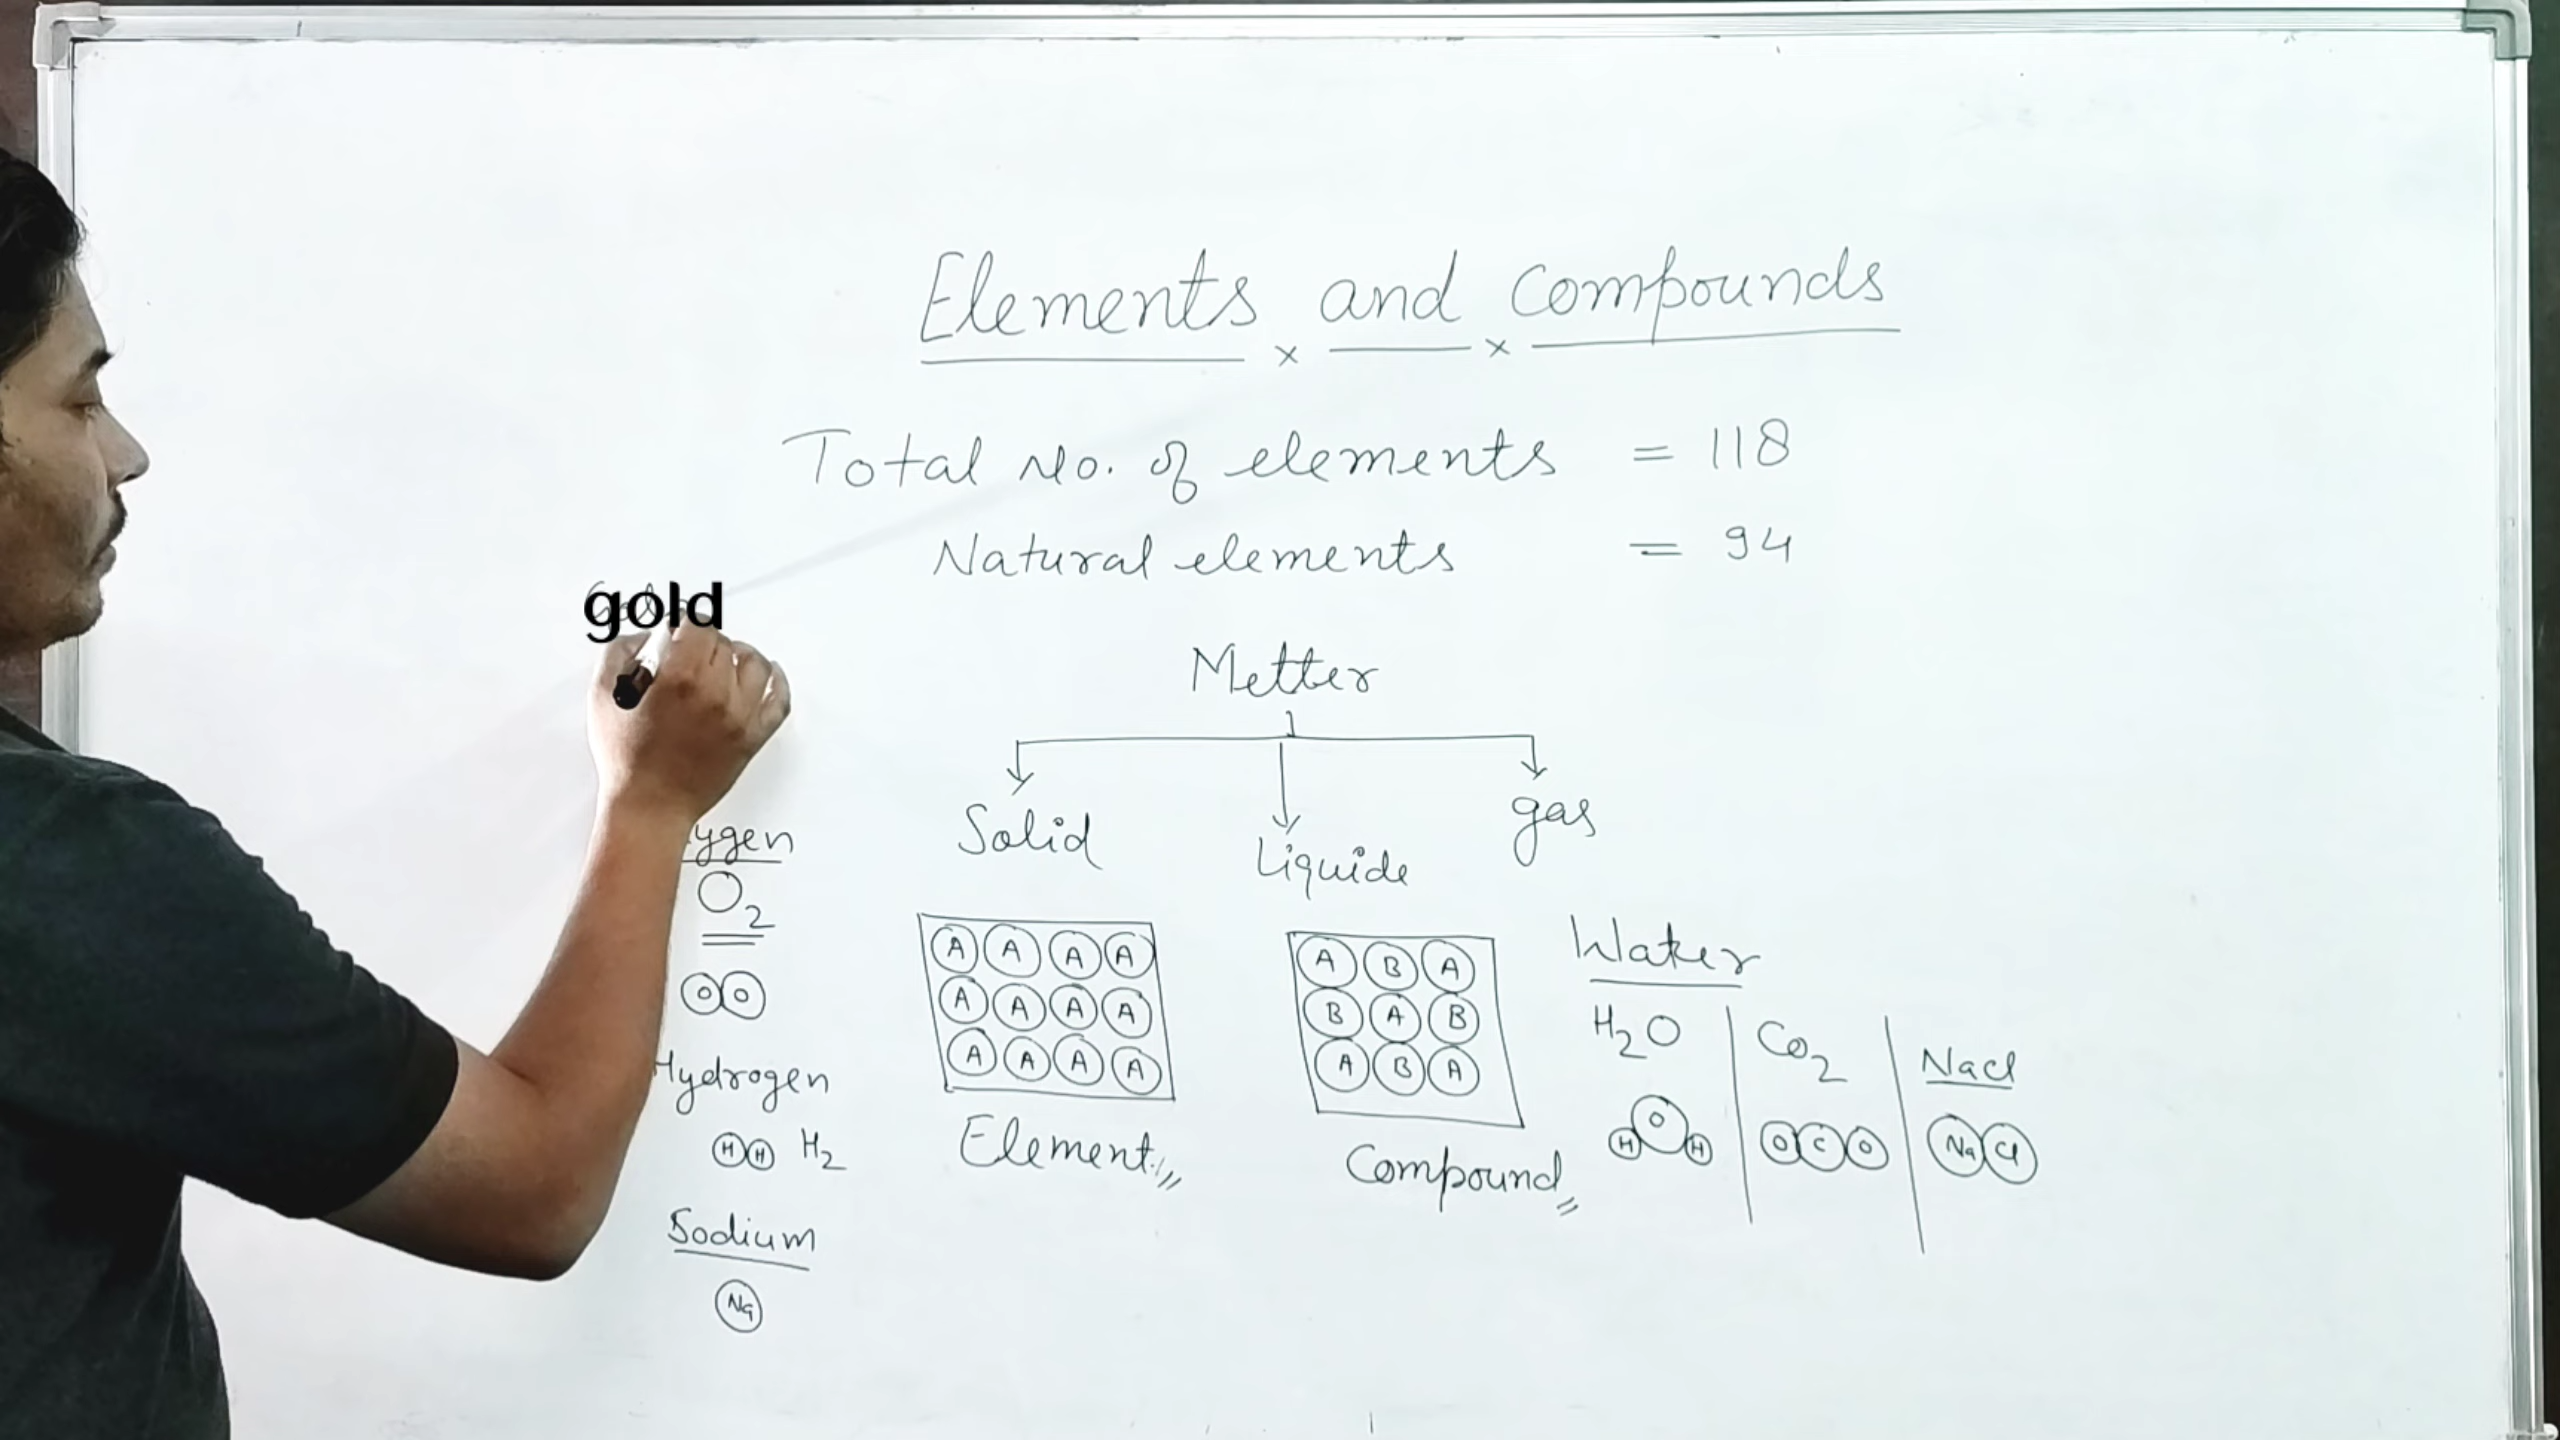 Elements and Compounds
Total No. of elements = 118
Natural elements = 94
gold
Metter
Solid
Liquide
gas
ygen
O2
O O
Hydrogen
H H H2
Sodium
Na
A A A A
A A A A
A A A A
Element
A B A
B A B
A B A
Compound
Water
H2O
H O H
Co2
O C O
Nacl
Na Cl